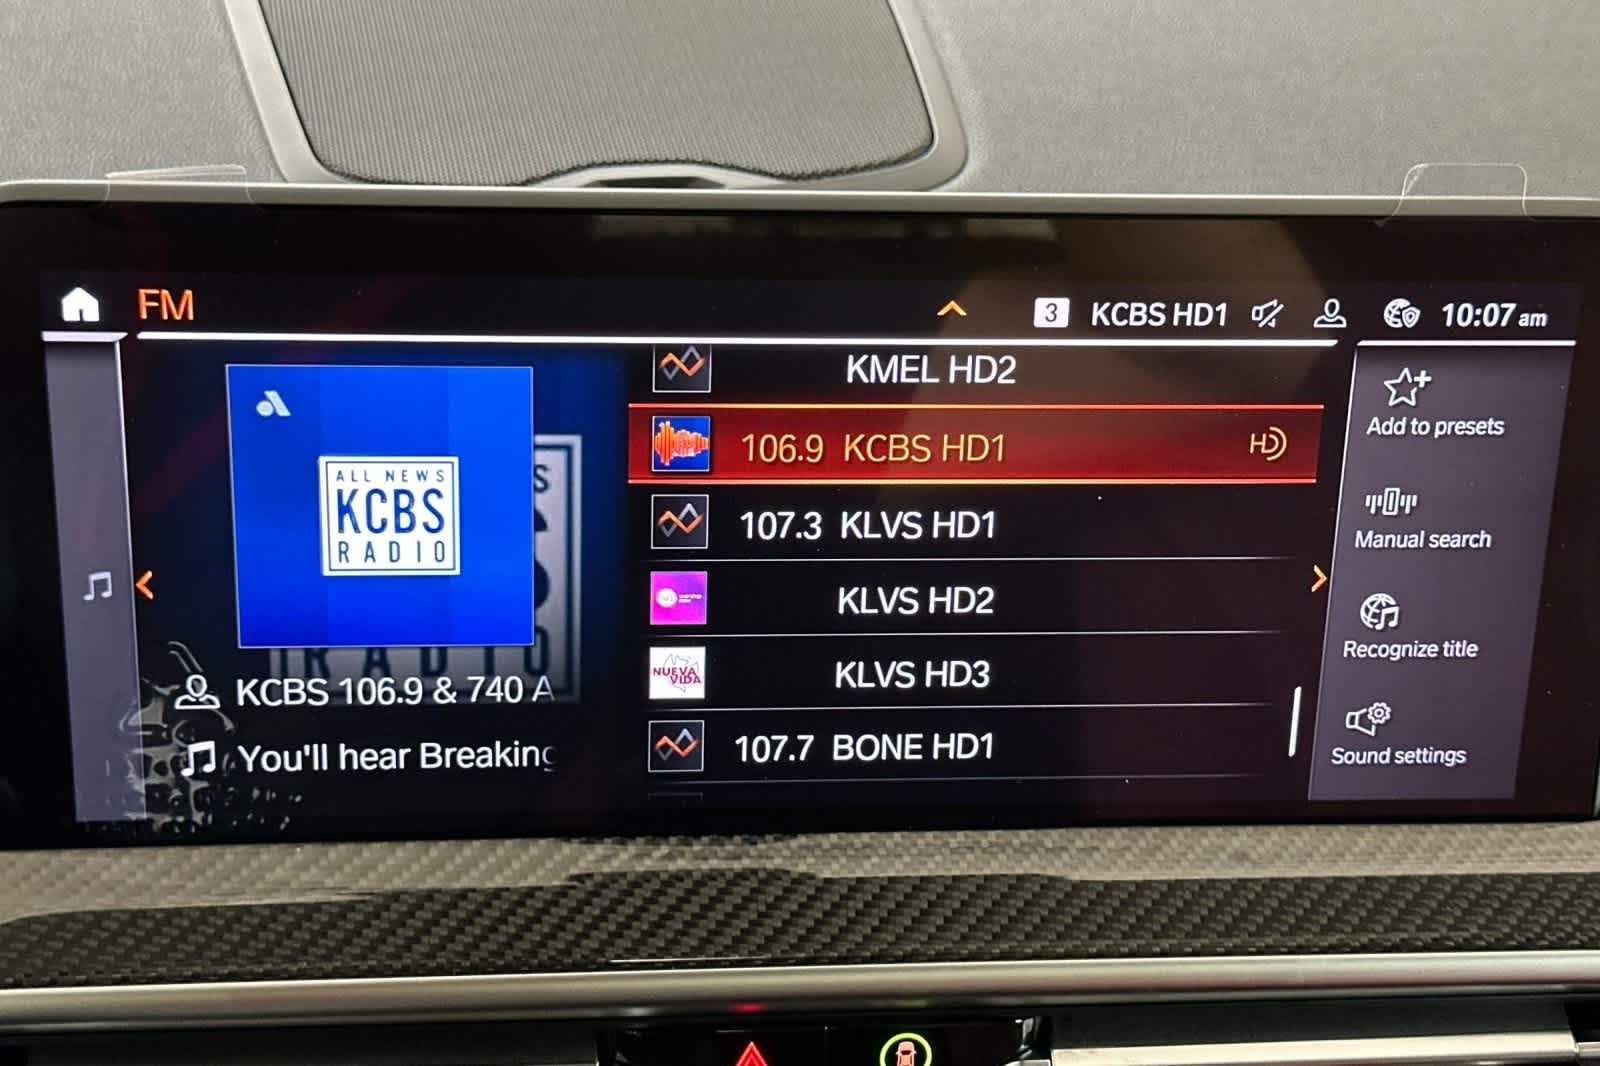 FM
3 KCBS HD1 10:07 am
ALL NEWS
KCBS
RADIO
KCBS 106.9 & 740 A
You'll hear Breaking
KMEL HD2
106.9 KCBS HD1 HD
107.3 KLVS HD1
KLVS HD2
NUEVA
VIDA
KLVS HD3
107.7 BONE HD1
Add to presets
Manual search
Recognize title
Sound settings